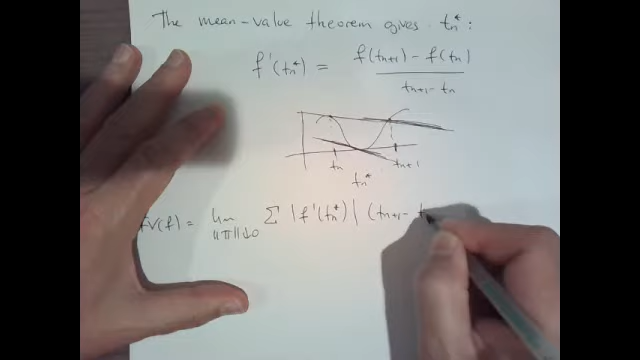 The mean-value theorem gives tn*:
f'(tn*) = f(tn+1) - f(tn) / tn+1 - tn
tn tn+1
tn*
V(f) = lim ||Π||↓0 Σ |f'(tn*)| (tn+1 - t